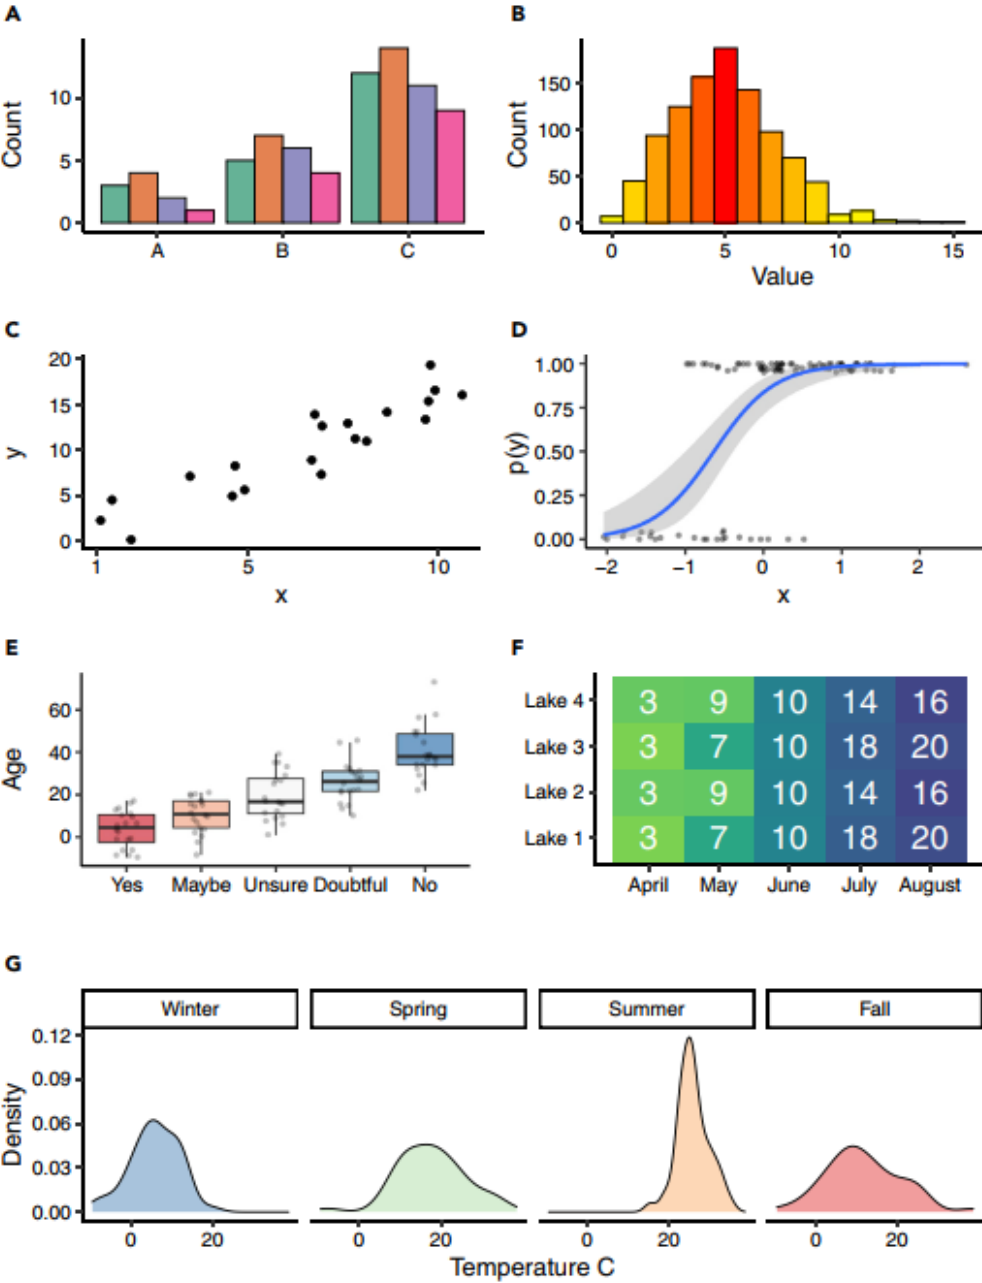 A
Count
10
5
0
A B C
B
Count
150
100
50
0
0 5 10 15
Value
C
y
20
15
10
5
0
1 5 10
x
D
p(y)
1.00
0.75
0.50
0.25
0.00
−2 −1 0 1 2
x
E
Age
60
40
20
0
Yes Maybe Unsure Doubtful No
F
Lake 4 3 9 10 14 16
Lake 3 3 7 10 18 20
Lake 2 3 9 10 14 16
Lake 1 3 7 10 18 20
April May June July August
G
Winter Spring Summer Fall
Density
0.12
0.09
0.06
0.03
0.00
0 20 0 20 0 20 0 20
Temperature C